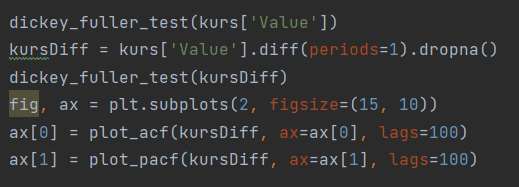 dickey_fuller_test(kurs['Value'])
kursDiff = kurs['Value'].diff(periods=1).dropna()
dickey_fuller_test(kursDiff)
fig, ax = plt.subplots(2, figsize=(15, 10))
ax[0] = plot_acf(kursDiff, ax=ax[0], lags=100)
ax[1] = plot_pacf(kursDiff, ax=ax[1], lags=100)